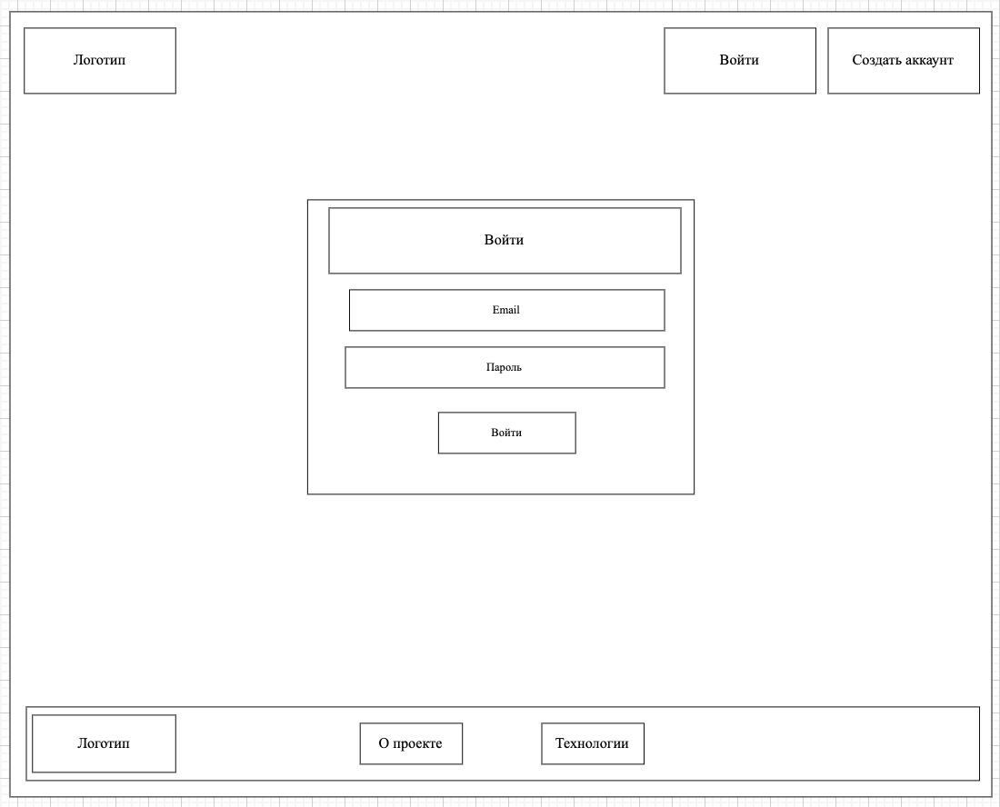 Логотип
Войти
Создать аккаунт
Войти
Email
Пароль
Войти
Логотип
О проекте
Технологии